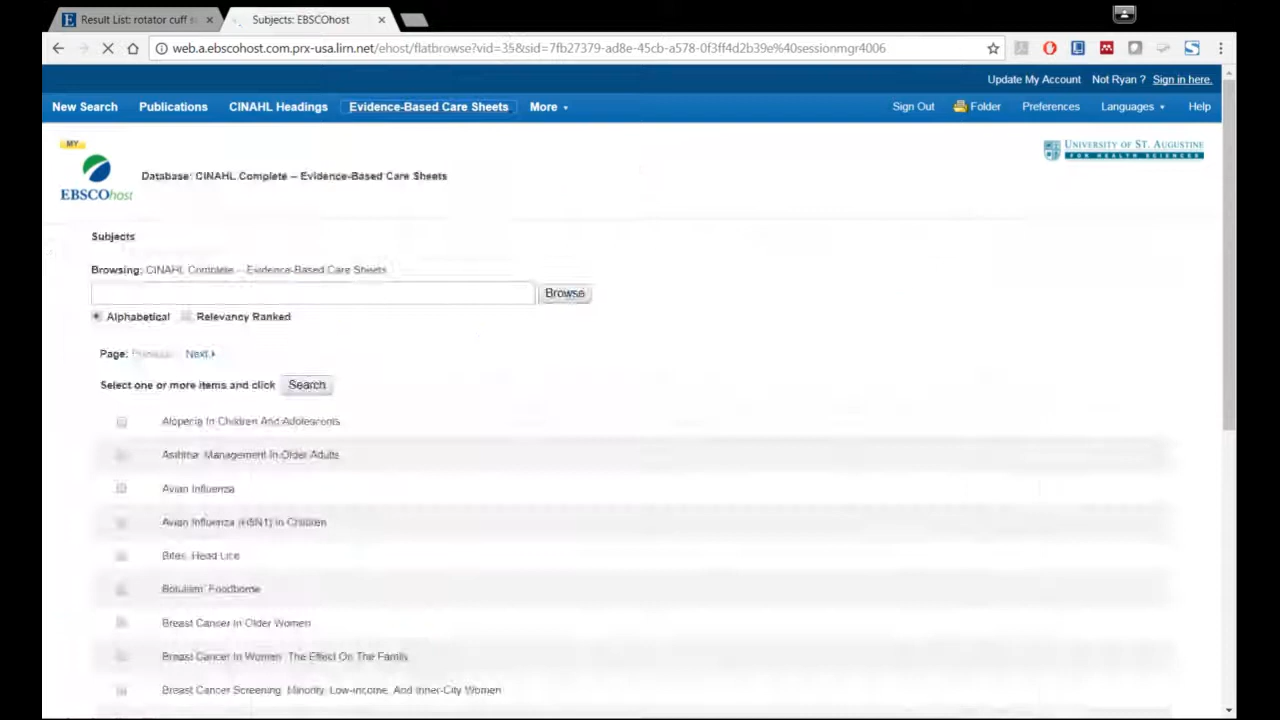 Result List: rotator cuff s
Subjects: EBSCOhost
web.a.ebscohost.com.prx-usa.lirn.net/ehost/flatbrowse?vid=35&sid=7fb27379-ad8e-45cb-a578-0f3ff4d2b39e%40sessionmgr4006
Update My Account Not Ryan ? Sign in here.
New Search Publications CINAHL Headings Evidence-Based Care Sheets More Sign Out Folder Preferences Languages Help
MY
EBSCOhost
Database: CINAHL Complete -- Evidence-Based Care Sheets
UNIVERSITY OF ST. AUGUSTINE
FOR HEALTH SCIENCES
Subjects
Browsing: CINAHL Complete -- Evidence-Based Care Sheets
Browse
Alphabetical Relevancy Ranked
Page: Previous Next
Select one or more items and click Search
Alopecia In Children And Adolescents
Asthma: Management In Older Adults
Avian Influenza
Avian Influenza (H5N1) in Children
Bites: Head Lice
Botulism: Foodborne
Breast Cancer In Older Women
Breast Cancer In Women: The Effect On The Family
Breast Cancer Screening: Minority, Low-income, And Inner-City Women